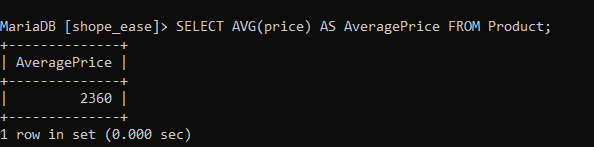 MariaDB [shope_ease]> SELECT AVG(price) AS AveragePrice FROM Product;
+--------------+
| AveragePrice |
+--------------+
|         2360 |
+--------------+
1 row in set (0.000 sec)